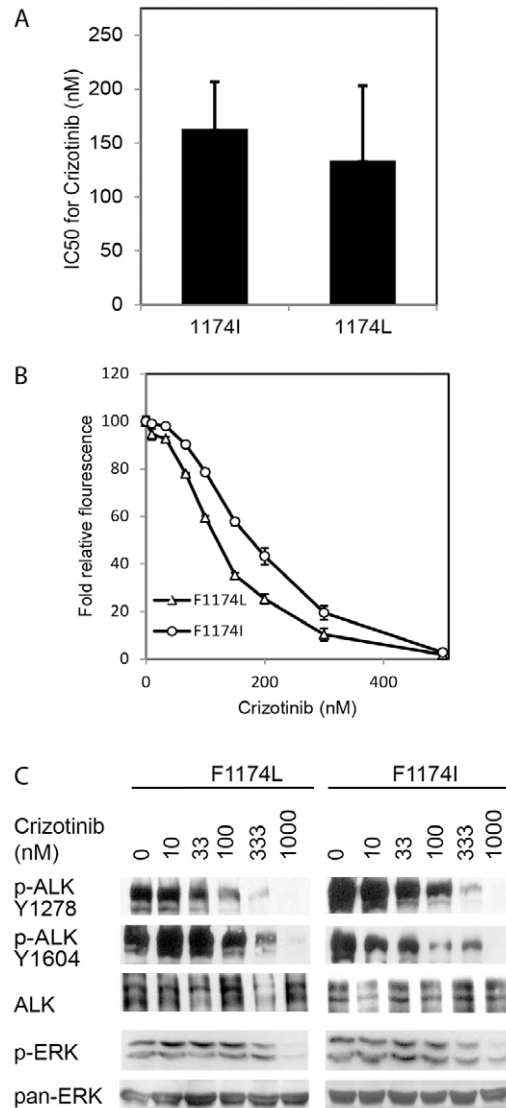 A
250
200
150
100
50
0
IC50 for Crizotinib (nM)
1174I
1174L
B
120
100
80
60
40
20
0
Fold relative flourescence
F1174L
F1174I
0
200
400
Crizotinib (nM)
C
F1174L
F1174I
Crizotinib
(nM)
0 10 33 100 333 1000
0 10 33 100 333 1000
p-ALK
Y1278
p-ALK
Y1604
ALK
p-ERK
pan-ERK